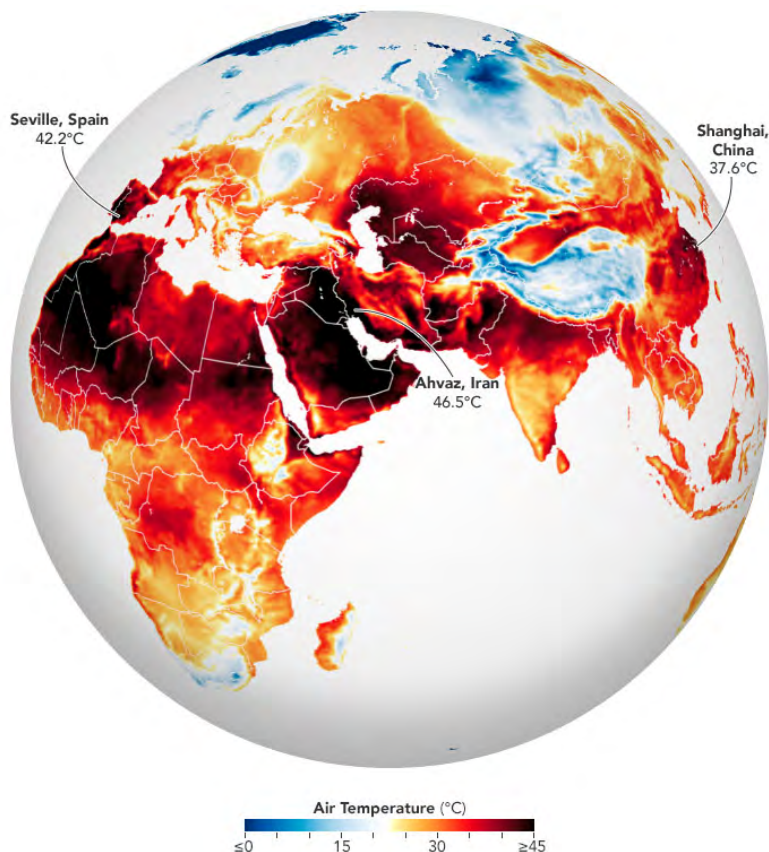 Seville, Spain
42.2°C
Shanghai,
China
37.6°C
Ahvaz, Iran
46.5°C
Air Temperature (°C)
≤0 15 30 ≥45